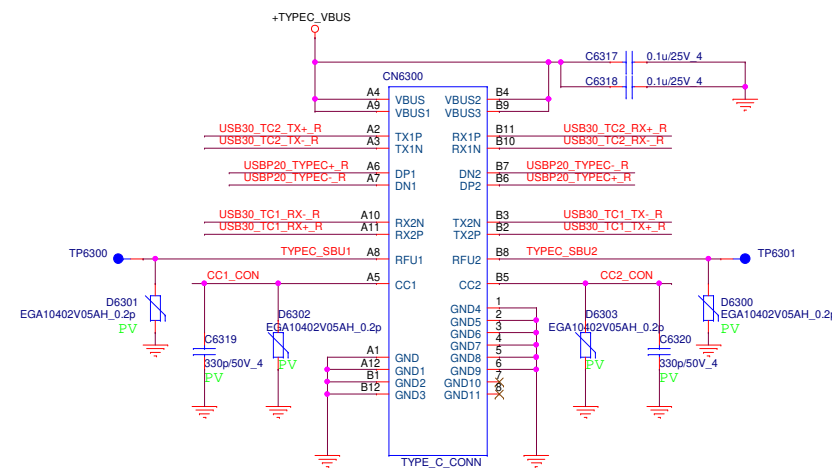 +TYPEC_VBUS
C6317 0.1u/25V_4
C6318 0.1u/25V_4
CN6300
A4 VBUS VBUS2 B4
A9 VBUS1 VBUS3 B9
USB30_TC2_TX+_R A2 TX1P RX1P B11 USB30_TC2_RX+_R
USB30_TC2_TX-_R A3 TX1N RX1N B10 USB30_TC2_RX-_R
USBP20_TYPEC+_R A6 DP1 DN2 B7 USBP20_TYPEC-_R
USBP20_TYPEC-_R A7 DN1 DP2 B6 USBP20_TYPEC+_R
USB30_TC1_RX-_R A10 RX2N TX2N B3 USB30_TC1_TX-_R
USB30_TC1_RX+_R A11 RX2P TX2P B2 USB30_TC1_TX+_R
TP6300 TYPEC_SBU1 A8 RFU1 RFU2 B8 TYPEC_SBU2 TP6301
CC1_CON A5 CC1 CC2 B5 CC2_CON
D6301
EGA10402V05AH_0.2p
PV
D6302
EGA10402V05AH_0.2p
PV
C6319
330p/50V_4
PV
D6303
EGA10402V05AH_0.2p
PV
D6300
EGA10402V05AH_0.2p
PV
C6320
330p/50V_4
PV
GND4 1
GND5 2
GND6 3
GND7 4
A1 GND GND8 5
A12 GND1 GND9 6
B1 GND2 GND10 7
B12 GND3 GND11 8
TYPE_C_CONN